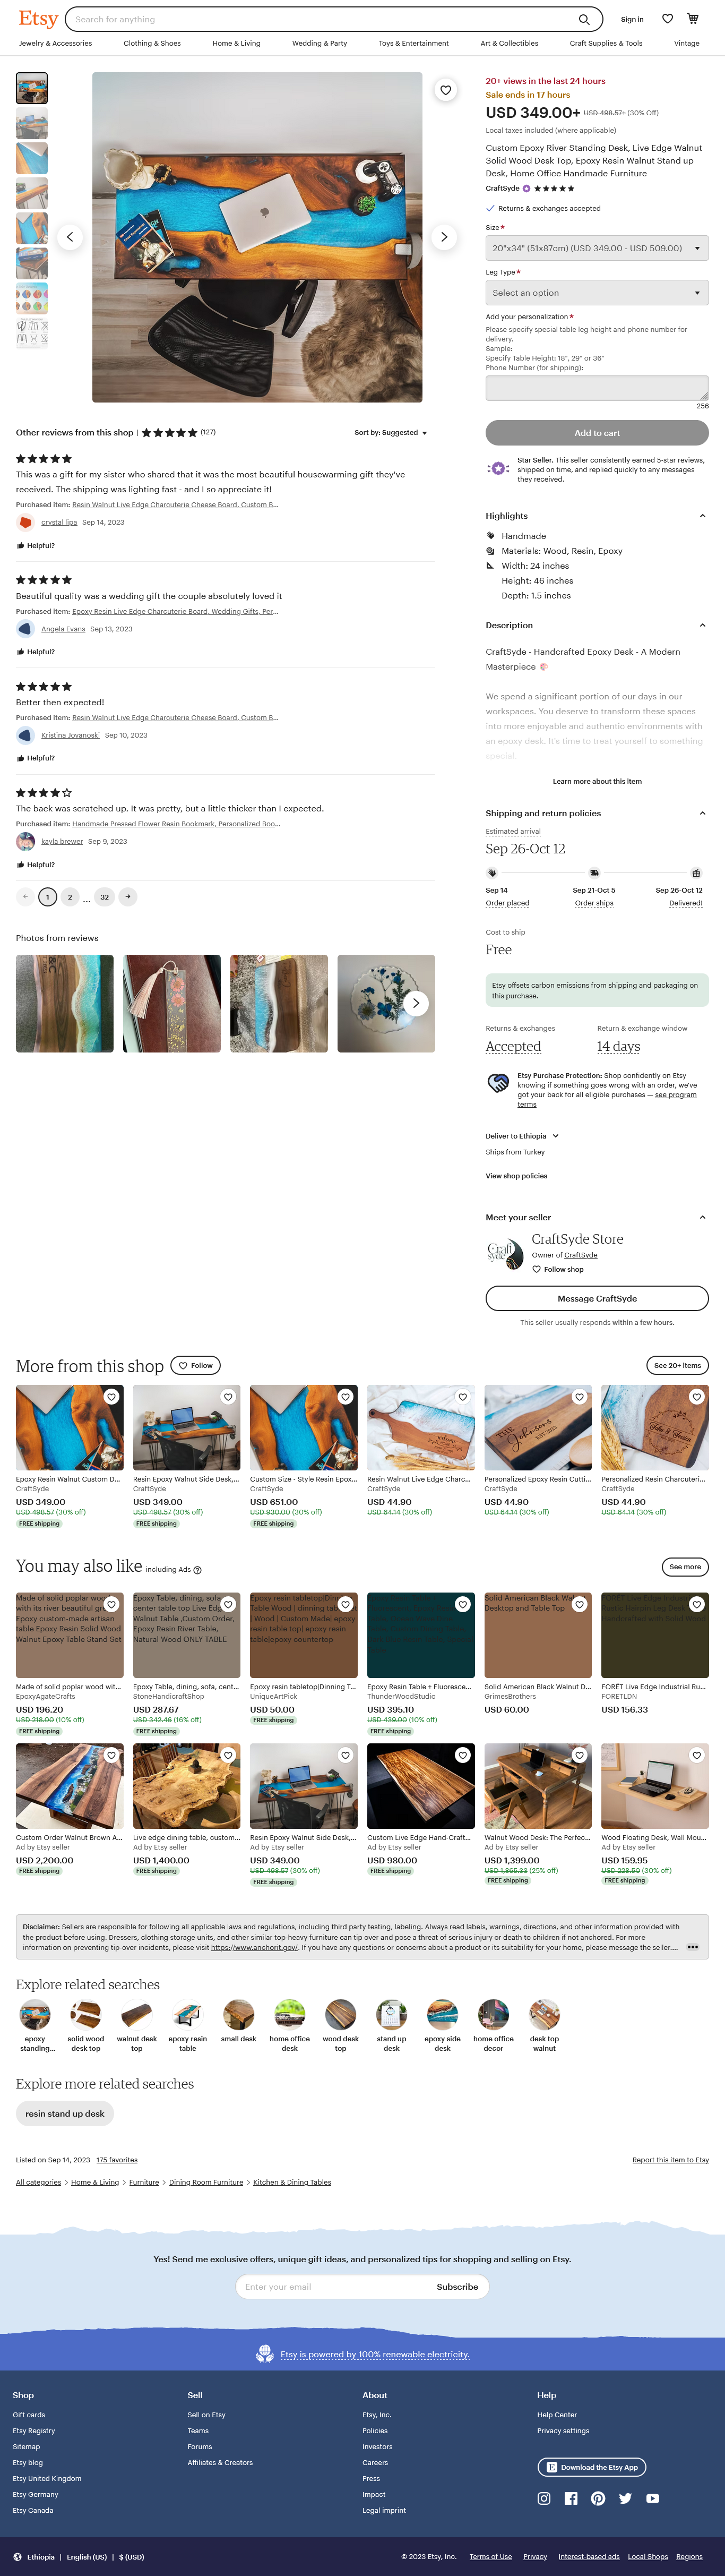 Etsy
Search for anything
Sign in
Jewelry & Accessories
Clothing & Shoes
Home & Living
Wedding & Party
Toys & Entertainment
Art & Collectibles
Craft Supplies & Tools
Vintage
20+ views in the last 24 hours
Sale ends in 17 hours
USD 349.00+ USD 498.57+ (30% Off)
Local taxes included (where applicable)
Custom Epoxy River Standing Desk, Live Edge Walnut
Solid Wood Desk Top, Epoxy Resin Walnut Stand up
Desk, Home Office Handmade Furniture
CraftSyde
Returns & exchanges accepted
Size *
20"x34" (51x87cm) (USD 349.00 - USD 509.00)
Leg Type *
Select an option
Add your personalization *
Please specify special table leg height and phone number for
delivery.
Sample:
Specify Table Height: 18", 29" or 36"
Phone Number (for shipping):
256
Add to cart
Star Seller. This seller consistently earned 5-star reviews,
shipped on time, and replied quickly to any messages
they received.
Highlights
Handmade
Materials: Wood, Resin, Epoxy
Width: 24 inches
Height: 46 inches
Depth: 1.5 inches
Description
CraftSyde - Handcrafted Epoxy Desk - A Modern
Masterpiece
We spend a significant portion of our days in our
workspaces. You deserve to transform these spaces
into more enjoyable and authentic environments with
an epoxy desk. It's time to treat yourself to something
special.
Learn more about this item
Shipping and return policies
Estimated arrival
Sep 26-Oct 12
Sep 14
Order placed
Sep 21-Oct 5
Order ships
Sep 26-Oct 12
Delivered!
Cost to ship
Free
Etsy offsets carbon emissions from shipping and packaging on
this purchase.
Returns & exchanges
Accepted
Return & exchange window
14 days
Etsy Purchase Protection: Shop confidently on Etsy
knowing if something goes wrong with an order, we've
got your back for all eligible purchases — see program
terms
Deliver to Ethiopia
Ships from Turkey
View shop policies
Meet your seller
CraftSyde Store
Owner of CraftSyde
Follow shop
Message CraftSyde
This seller usually responds within a few hours.
Other reviews from this shop | (127)
Sort by: Suggested
This was a gift for my sister who shared that it was the most beautiful housewarming gift they've
received. The shipping was lighting fast - and I so appreciate it!
Purchased item: Resin Walnut Live Edge Charcuterie Cheese Board, Custom B...
crystal lipa Sep 14, 2023
Helpful?
Beautiful quality was a wedding gift the couple absolutely loved it
Purchased item: Epoxy Resin Live Edge Charcuterie Board, Wedding Gifts, Per...
Angela Evans Sep 13, 2023
Helpful?
Better then expected!
Purchased item: Resin Walnut Live Edge Charcuterie Cheese Board, Custom B...
Kristina Jovanoski Sep 10, 2023
Helpful?
The back was scratched up. It was pretty, but a little thicker than I expected.
Purchased item: Handmade Pressed Flower Resin Bookmark, Personalized Boo...
kayla brewer Sep 9, 2023
Helpful?
1 2 ... 32
Photos from reviews
More from this shop
Follow
See 20+ items
Epoxy Resin Walnut Custom D...
CraftSyde
USD 349.00
USD 498.57 (30% off)
FREE shipping
Resin Epoxy Walnut Side Desk,...
CraftSyde
USD 349.00
USD 498.57 (30% off)
FREE shipping
Custom Size - Style Resin Epox...
CraftSyde
USD 651.00
USD 930.00 (30% off)
FREE shipping
Resin Walnut Live Edge Charc...
CraftSyde
USD 44.90
USD 64.14 (30% off)
THE
Johnsons
Personalized Epoxy Resin Cutti...
CraftSyde
USD 44.90
USD 64.14 (30% off)
Personalized Resin Charcuteri...
CraftSyde
USD 44.90
USD 64.14 (30% off)
You may also like including Ads
See more
Made of solid poplar wood wit...
EpoxyAgateCrafts
USD 196.20
USD 218.00 (10% off)
FREE shipping
Epoxy Table, dining, sofa, cent...
StoneHandicraftShop
USD 287.67
USD 342.46 (16% off)
FREE shipping
Epoxy resin tabletop(Dinning T...
UniqueArtPick
USD 50.00
FREE shipping
Epoxy Resin Table + Fluoresce...
ThunderWoodStudio
USD 395.10
USD 439.00 (10% off)
FREE shipping
Solid American Black Walnut D...
GrimesBrothers
USD 60.00
FORËT Live Edge Industrial Ru...
FORETLDN
USD 156.33
Custom Order Walnut Brown A...
Ad by Etsy seller
USD 2,200.00
FREE shipping
Live edge dining table, custom...
Ad by Etsy seller
USD 1,400.00
FREE shipping
Resin Epoxy Walnut Side Desk,...
Ad by Etsy seller
USD 349.00
USD 498.57 (30% off)
FREE shipping
Custom Live Edge Hand-Craft...
Ad by Etsy seller
USD 980.00
FREE shipping
Walnut Wood Desk: The Perfec...
Ad by Etsy seller
USD 1,399.00
USD 1,865.33 (25% off)
FREE shipping
Wood Floating Desk, Wall Mou...
Ad by Etsy seller
USD 159.95
USD 228.50 (30% off)
FREE shipping
Disclaimer: Sellers are responsible for following all applicable laws and regulations, including third party testing, labeling. Always read labels, warnings, directions, and other information provided with
the product before using. Dressers, clothing storage units, and other similar top-heavy furniture can tip over and pose a threat of serious injury or death to children if not anchored. For more
information on preventing tip-over incidents, please visit https://www.anchorit.gov/. If you have any questions or concerns about a product or its suitability for your home, please message the seller....
Explore related searches
epoxy
standing...
solid wood
desk top
walnut desk
top
epoxy resin
table
small desk
home office
desk
wood desk
top
stand up
desk
epoxy side
desk
home office
decor
desk top
walnut
Explore more related searches
resin stand up desk
Listed on Sep 14, 2023 175 favorites
Report this item to Etsy
All categories > Home & Living > Furniture > Dining Room Furniture > Kitchen & Dining Tables
Yes! Send me exclusive offers, unique gift ideas, and personalized tips for shopping and selling on Etsy.
Enter your email
Subscribe
Etsy is powered by 100% renewable electricity.
Shop
Gift cards
Etsy Registry
Sitemap
Etsy blog
Etsy United Kingdom
Etsy Germany
Etsy Canada
Sell
Sell on Etsy
Teams
Forums
Affiliates & Creators
About
Etsy, Inc.
Policies
Investors
Careers
Press
Impact
Legal imprint
Help
Help Center
Privacy settings
Download the Etsy App
Ethiopia | English (US) | $ (USD)
© 2023 Etsy, Inc. Terms of Use Privacy Interest-based ads Local Shops Regions